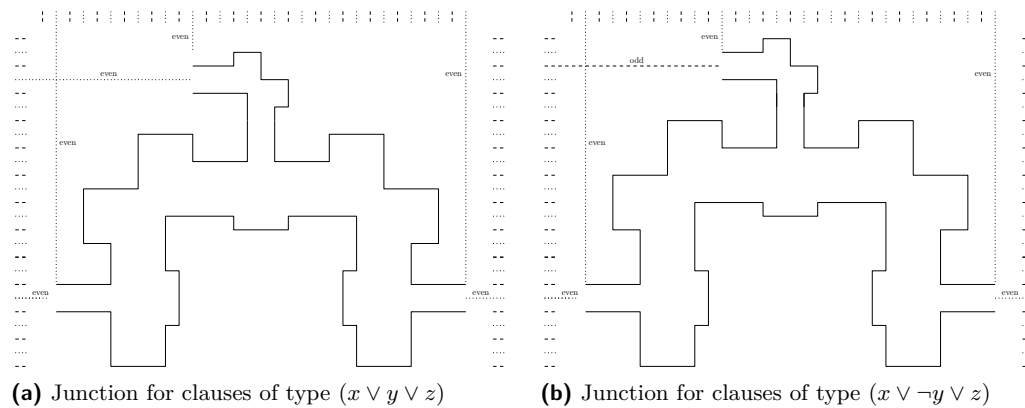 even even
even odd
even even
even even
even even even even
(a) Junction for clauses of type (x ∨ y ∨ z) (b) Junction for clauses of type (x ∨ ¬y ∨ z)